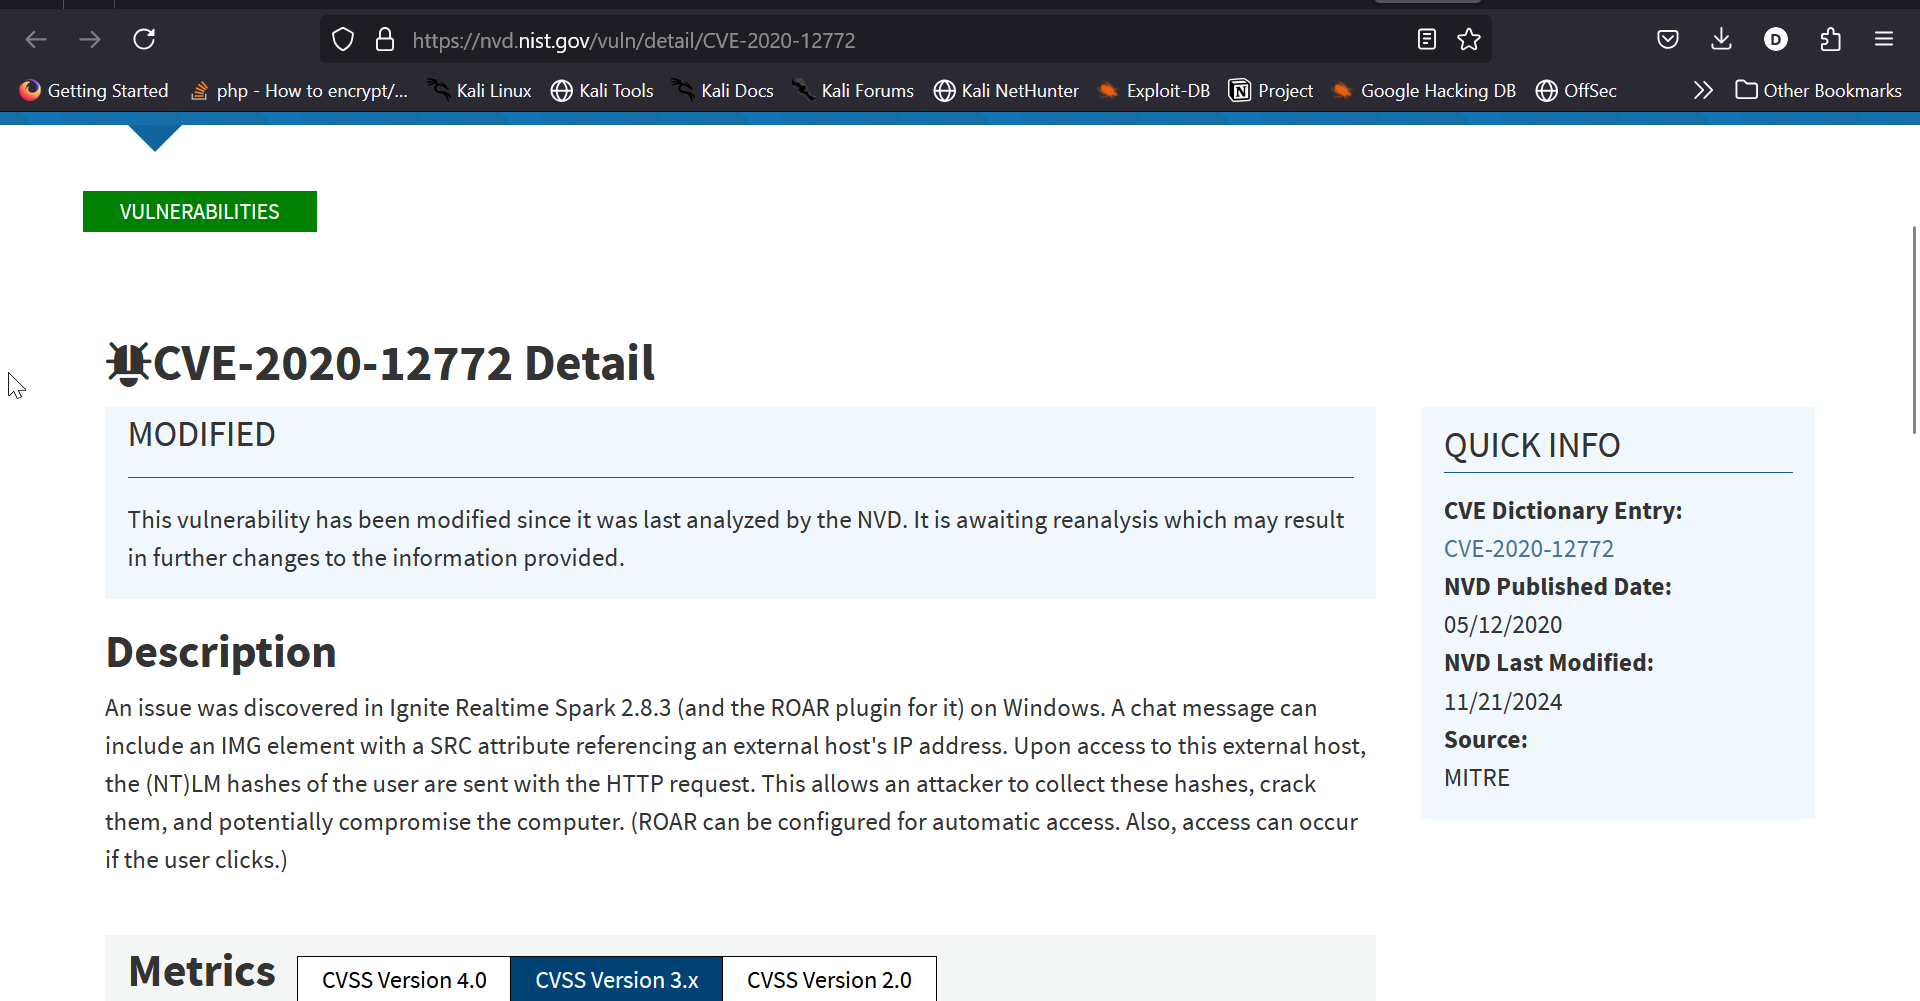 https://nvd.nist.gov/vuln/detail/CVE-2020-12772
D
Getting Started
php - How to encrypt/...
Kali Linux
Kali Tools
Kali Docs
Kali Forums
Kali NetHunter
Exploit-DB
Project
Google Hacking DB
OffSec
Other Bookmarks
VULNERABILITIES
CVE-2020-12772 Detail
MODIFIED
This vulnerability has been modified since it was last analyzed by the NVD. It is awaiting reanalysis which may result
in further changes to the information provided.
Description
An issue was discovered in Ignite Realtime Spark 2.8.3 (and the ROAR plugin for it) on Windows. A chat message can
include an IMG element with a SRC attribute referencing an external host's IP address. Upon access to this external host,
the (NT)LM hashes of the user are sent with the HTTP request. This allows an attacker to collect these hashes, crack
them, and potentially compromise the computer. (ROAR can be configured for automatic access. Also, access can occur
if the user clicks.)
QUICK INFO
CVE Dictionary Entry:
CVE-2020-12772
NVD Published Date:
05/12/2020
NVD Last Modified:
11/21/2024
Source:
MITRE
Metrics
CVSS Version 4.0
CVSS Version 3.x
CVSS Version 2.0